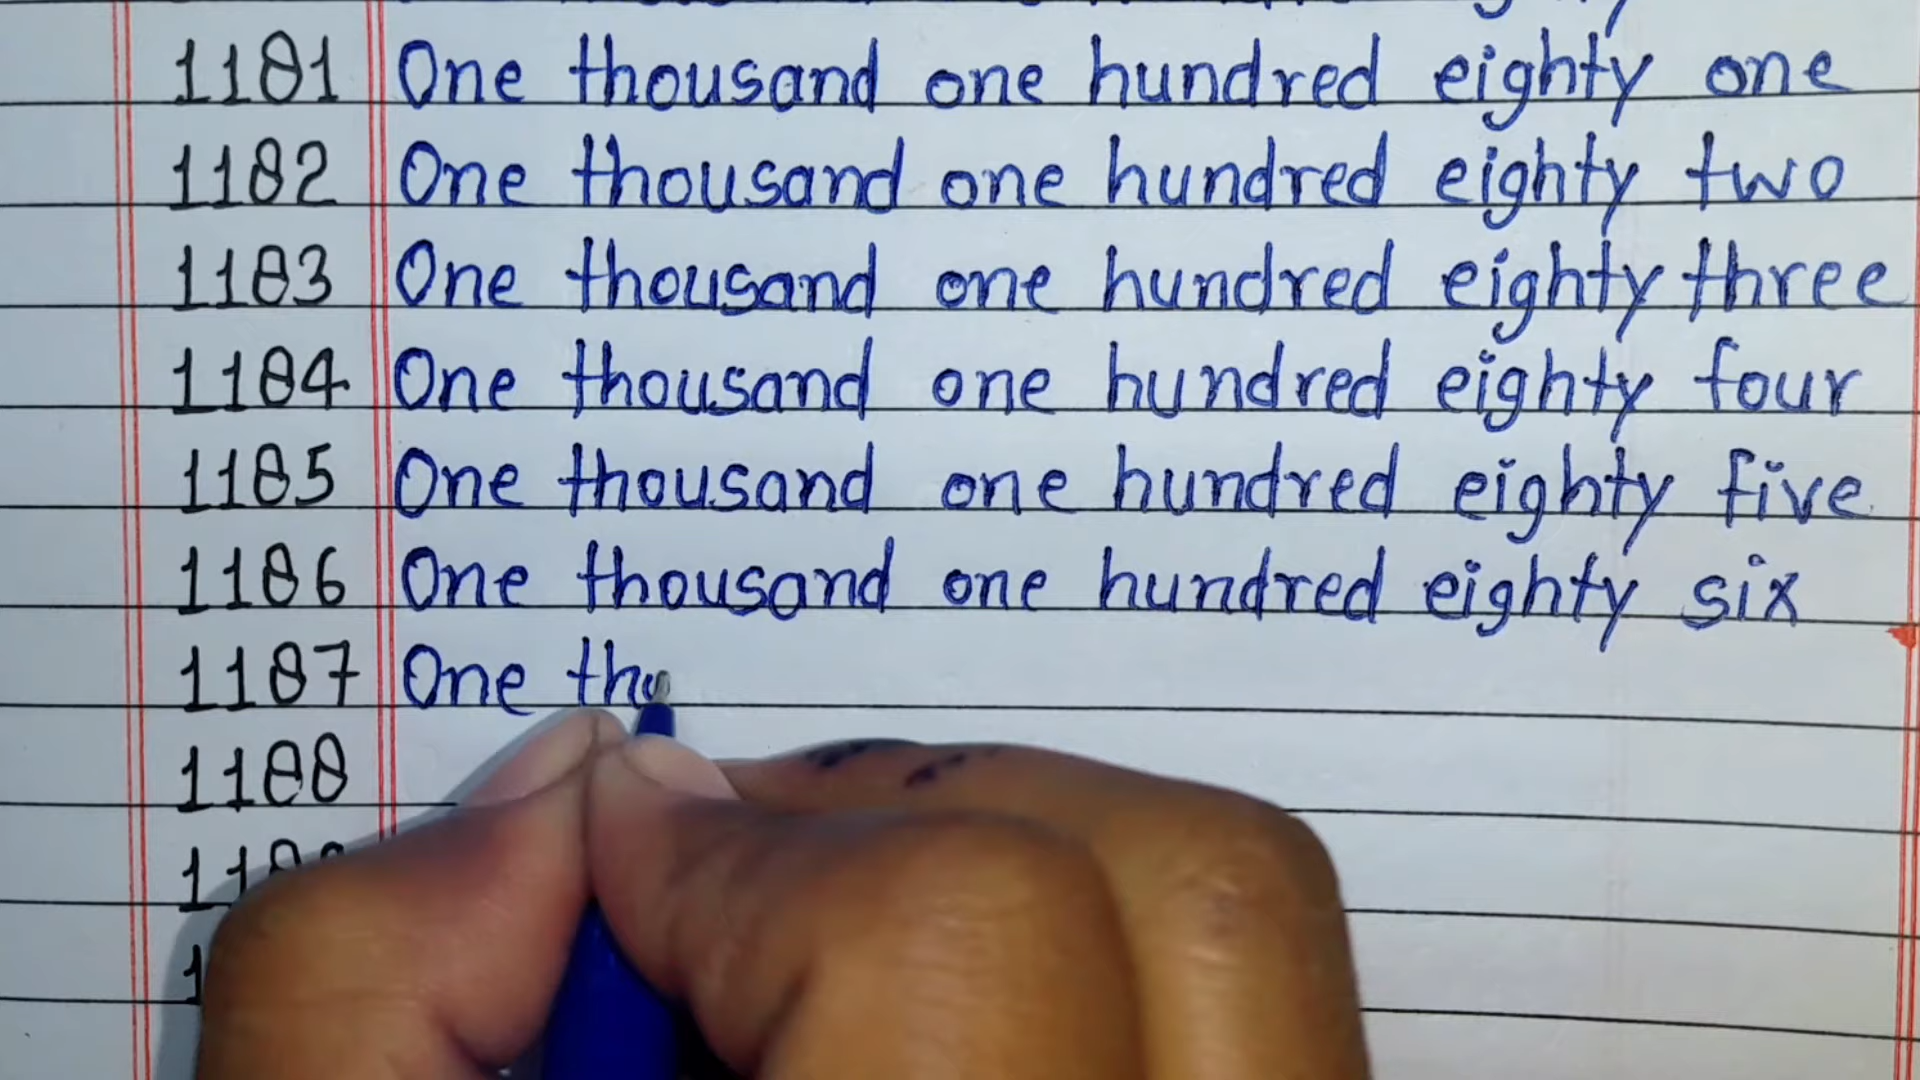 1181 One thousand one hundred eighty one
1182 One thousand one hundred eighty two
1183 One thousand one hundred eighty three
1184 One thousand one hundred eighty four
1185 One thousand one hundred eighty five
1186 One thousand one hundred eighty six
1187 One tho
1188